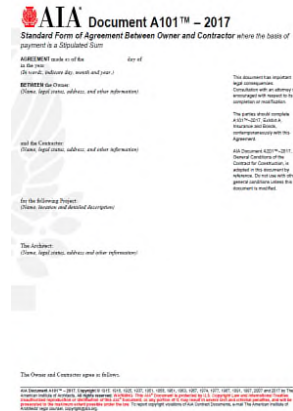 AIA Document A101™ – 2017
Standard Form of Agreement Between Owner and Contractor where the basis of
payment is a Stipulated Sum
AGREEMENT made as of the day of
in the year
(In words, indicate day, month and year.)
BETWEEN the Owner:
(Name, legal status, address, and other information)
This document has important
legal consequences.
Consultation with an attorney
encouraged with respect to its
completion or modification.
The parties should complete
A101™–2017, Exhibit A,
Insurance and Bonds,
contemporaneously with this
Agreement.
AIA Document A201™–2017,
General Conditions of the
Contract for Construction, is
adopted in this document by
reference. Do not use with other
general conditions unless this
document is modified.
and the Contractor:
(Name, legal status, address, and other information)
for the following Project:
(Name, location and detailed description)
The Architect:
(Name, legal status, address, and other information)
The Owner and Contractor agree as follows.